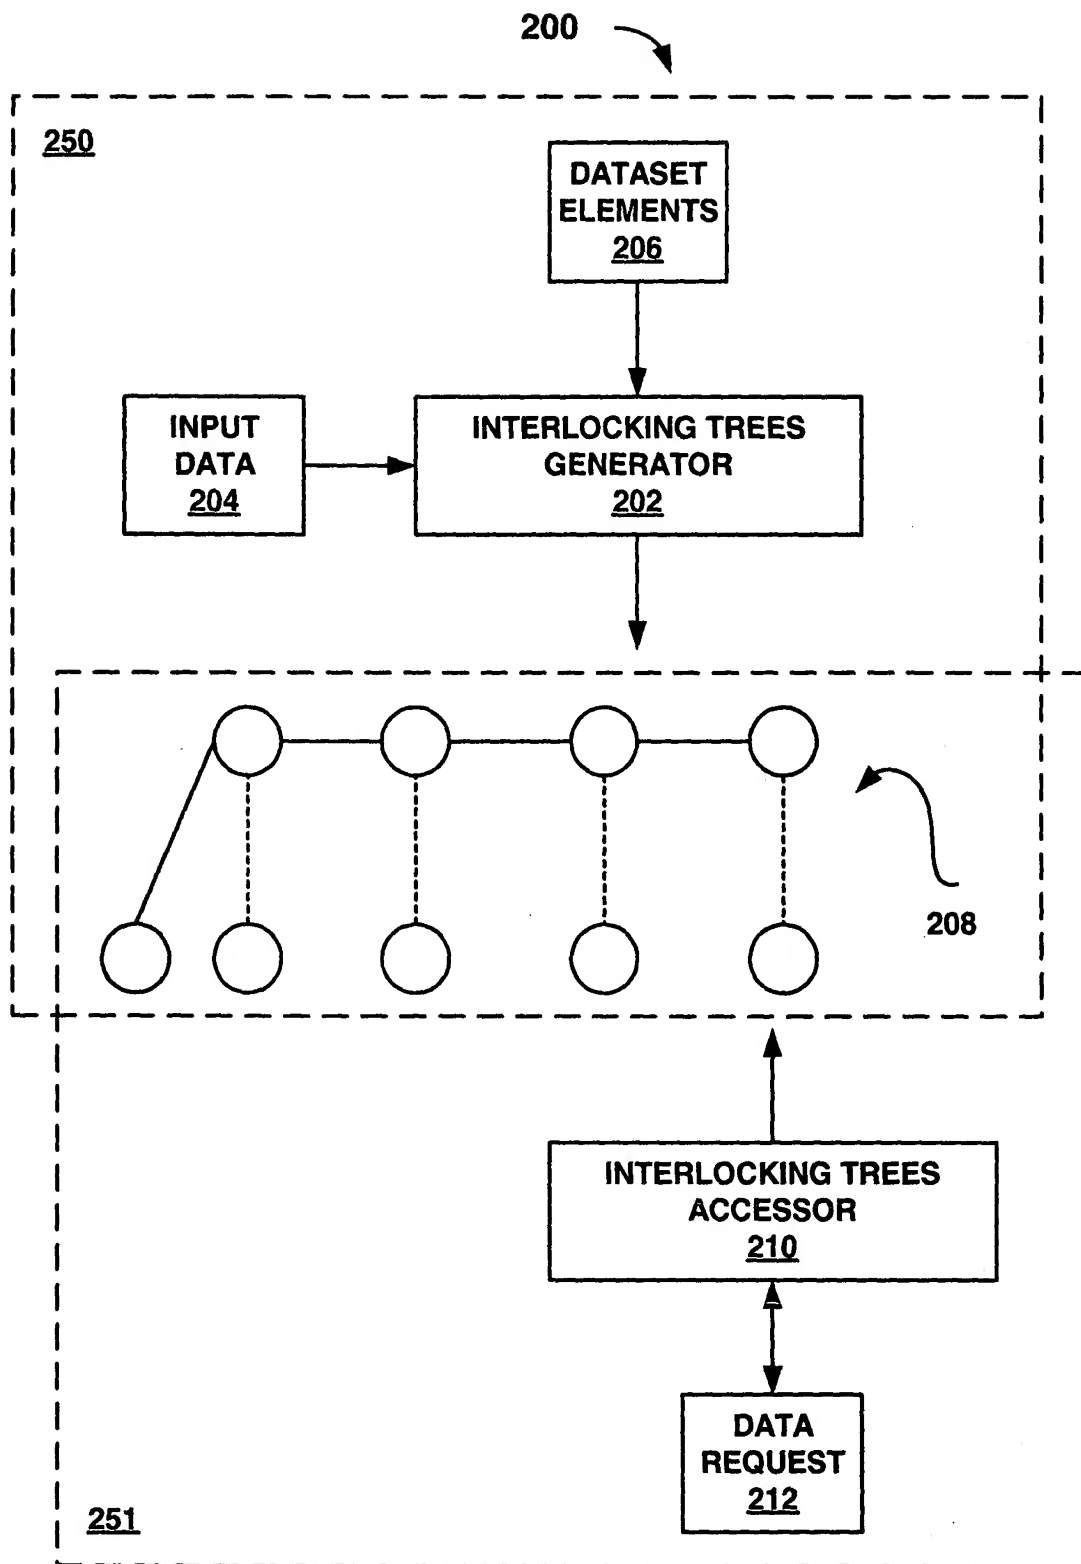 200
250
DATASET
ELEMENTS
206
INPUT
DATA
204
INTERLOCKING TREES
GENERATOR
202
208
INTERLOCKING TREES
ACCESSOR
210
DATA
REQUEST
212
251